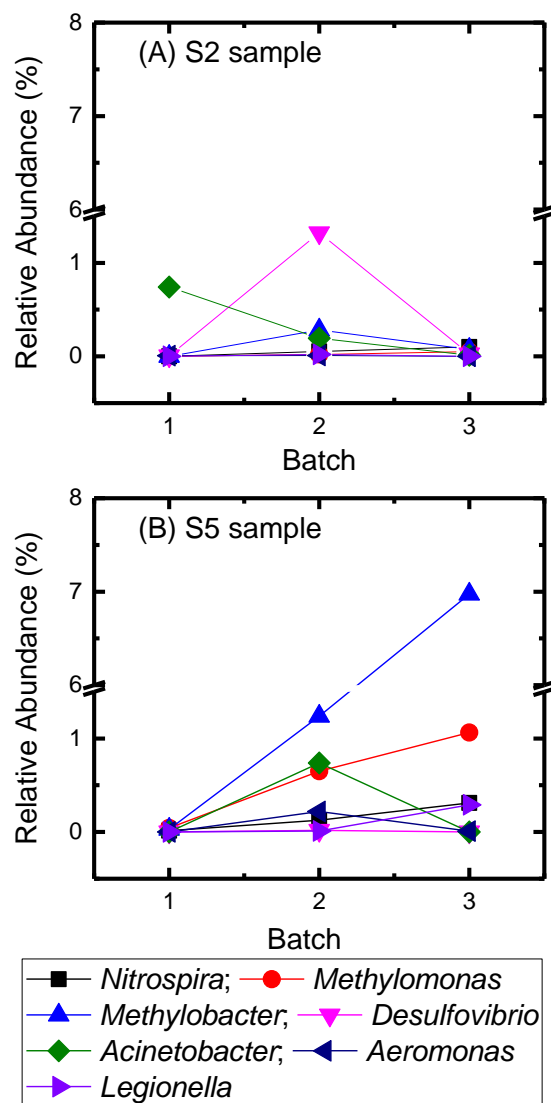 8
(A) S2 sample
7
6
1
0
Relative Abundance (%)
1 2 3
Batch
8
(B) S5 sample
7
6
1
0
Relative Abundance (%)
1 2 3
Batch
Nitrospira; Methylomonas
Methylobacter; Desulfovibrio
Acinetobacter; Aeromonas
Legionella